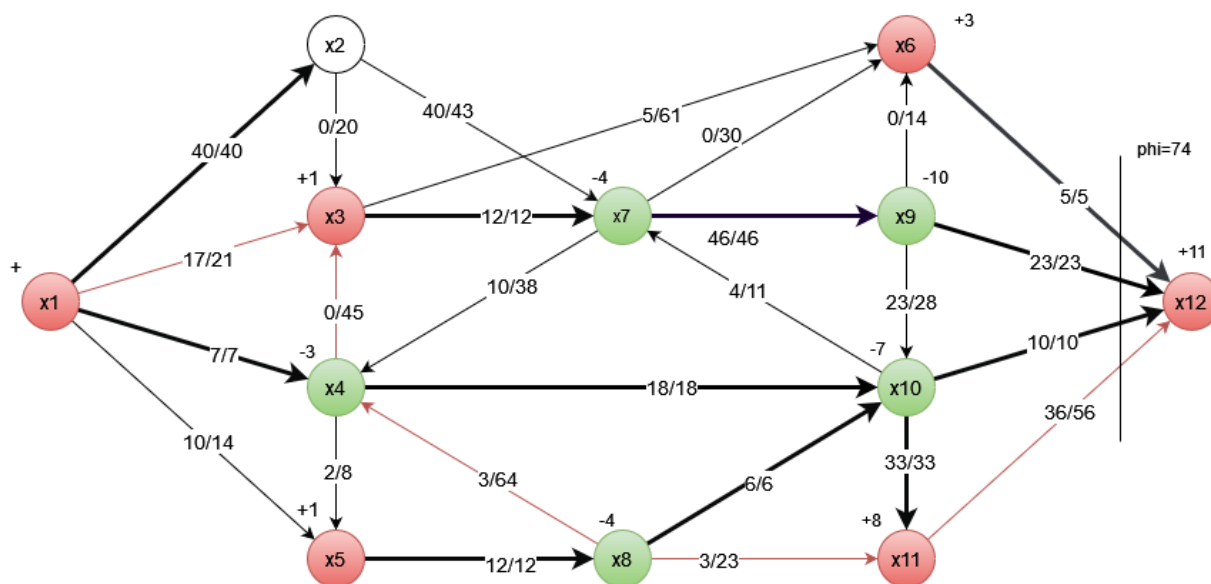 +3
x2
x6
40/43
5/61
0/20
0/30
0/14
40/40
phi=74
+1
-4
-10
5/5
x3
12/12
x7
x9
46/46
+11
17/21
23/23
+
x1
10/38
4/11
x12
0/45
23/28
-3
-7
10/10
7/7
x4
18/18
x10
36/56
10/14
2/8
3/64
6/6
33/33
+1
-4
+8
x5
12/12
x8
3/23
x11